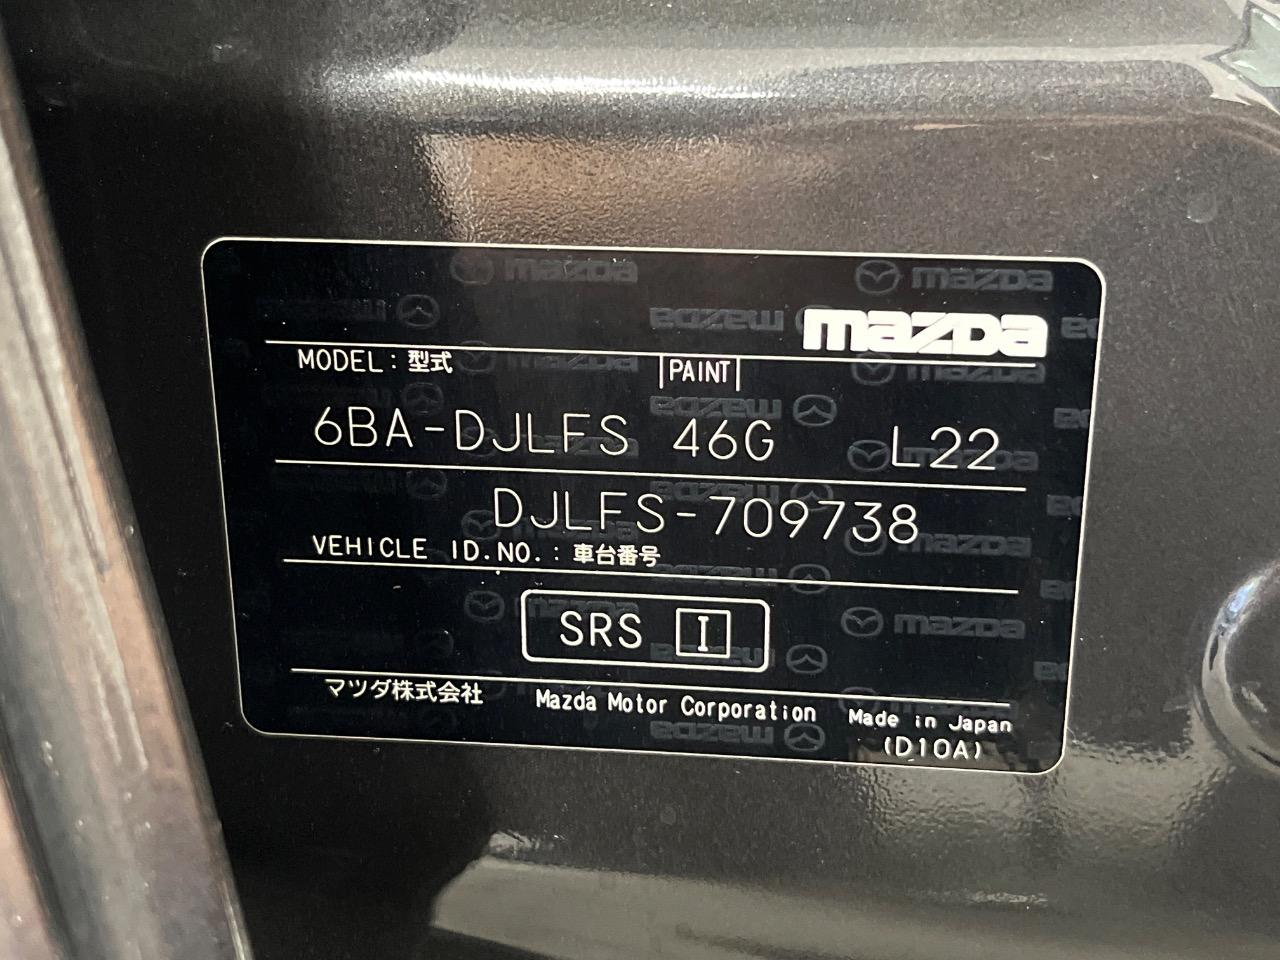 mazda
MODEL : 型式 PAINT
6BA-DJLFS 46G L22
DJLFS-709738
VEHICLE ID.NO. : 車台番号
SRS I
マツダ株式会社 Mazda Motor Corporation Made in Japan
(D10A)